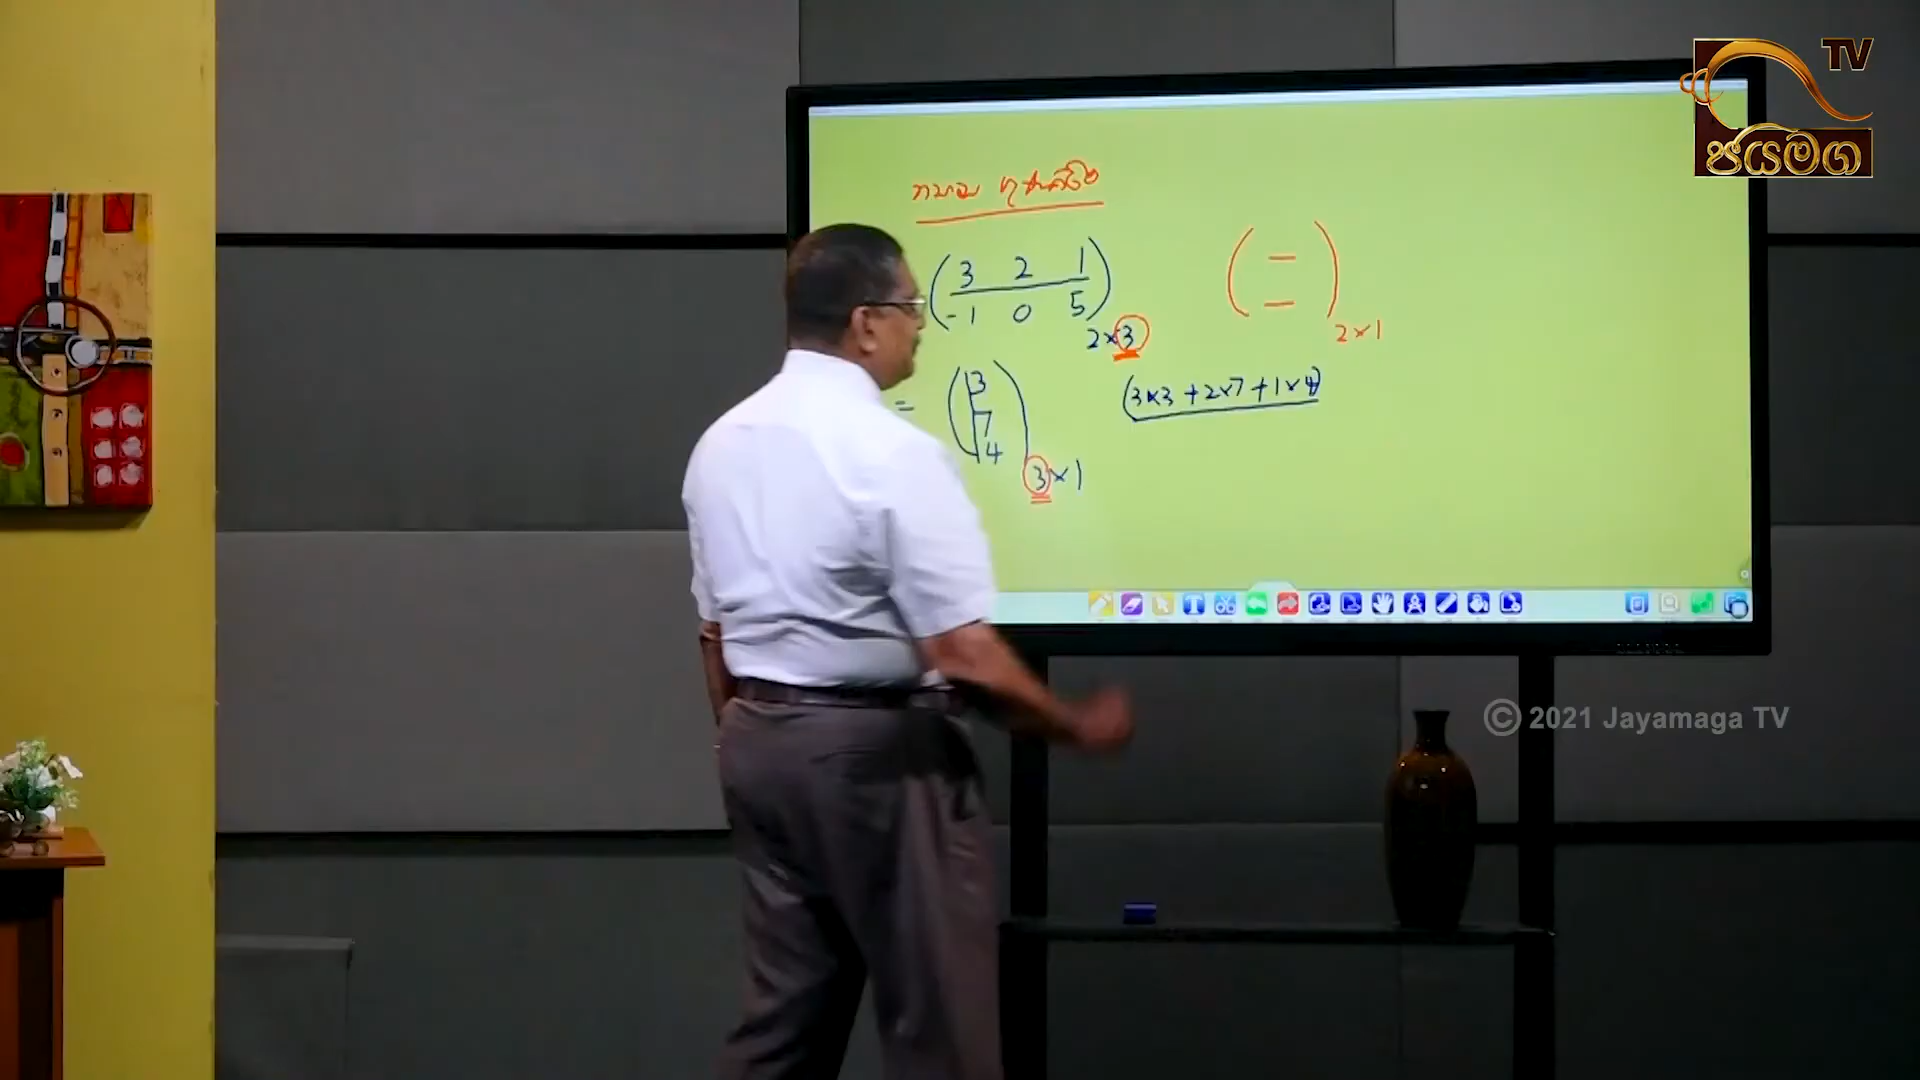 TV
ජයමග
න්‍යාස ගුණකිරීම
( 3 2 1 )
( -1 0 5 ) 2×3
( = ) 2×1
= ( 3
7
4 ) 3×1
(3×3 + 2×7 + 1×4)
© 2021 Jayamaga TV